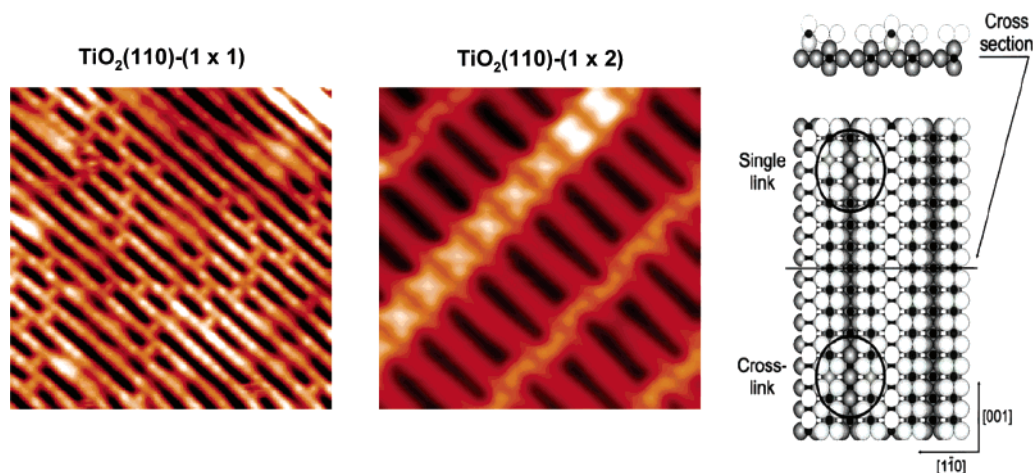 TiO2(110)-(1 x 1)
TiO2(110)-(1 x 2)
Cross
section
Single
link
Cross-
link
[001]
[11̄0]